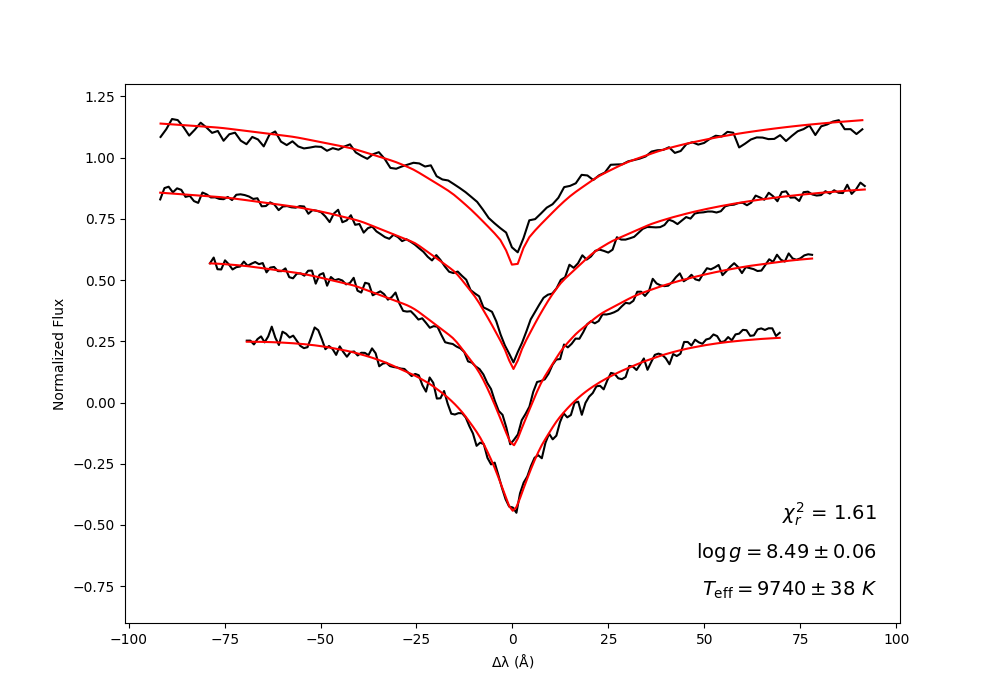 1.25
1.00
0.75
0.50
0.25
0.00
−0.25
−0.50
−0.75
Normalized Flux
χ²ᵣ = 1.61
log g = 8.49 ± 0.06
T_eff = 9740 ± 38 K
−100 −75 −50 −25 0 25 50 75 100
Δλ (Å)